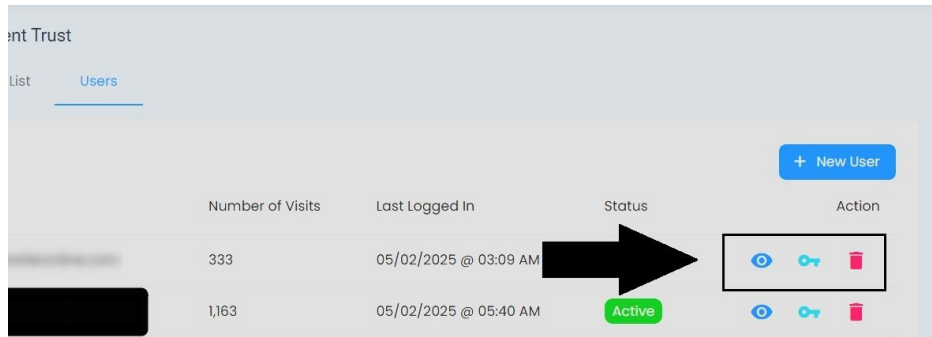 ent Trust
List Users
+ New User
Number of Visits Last Logged In Status Action
333 05/02/2025 @ 03:09 AM
1,163 05/02/2025 @ 05:40 AM Active